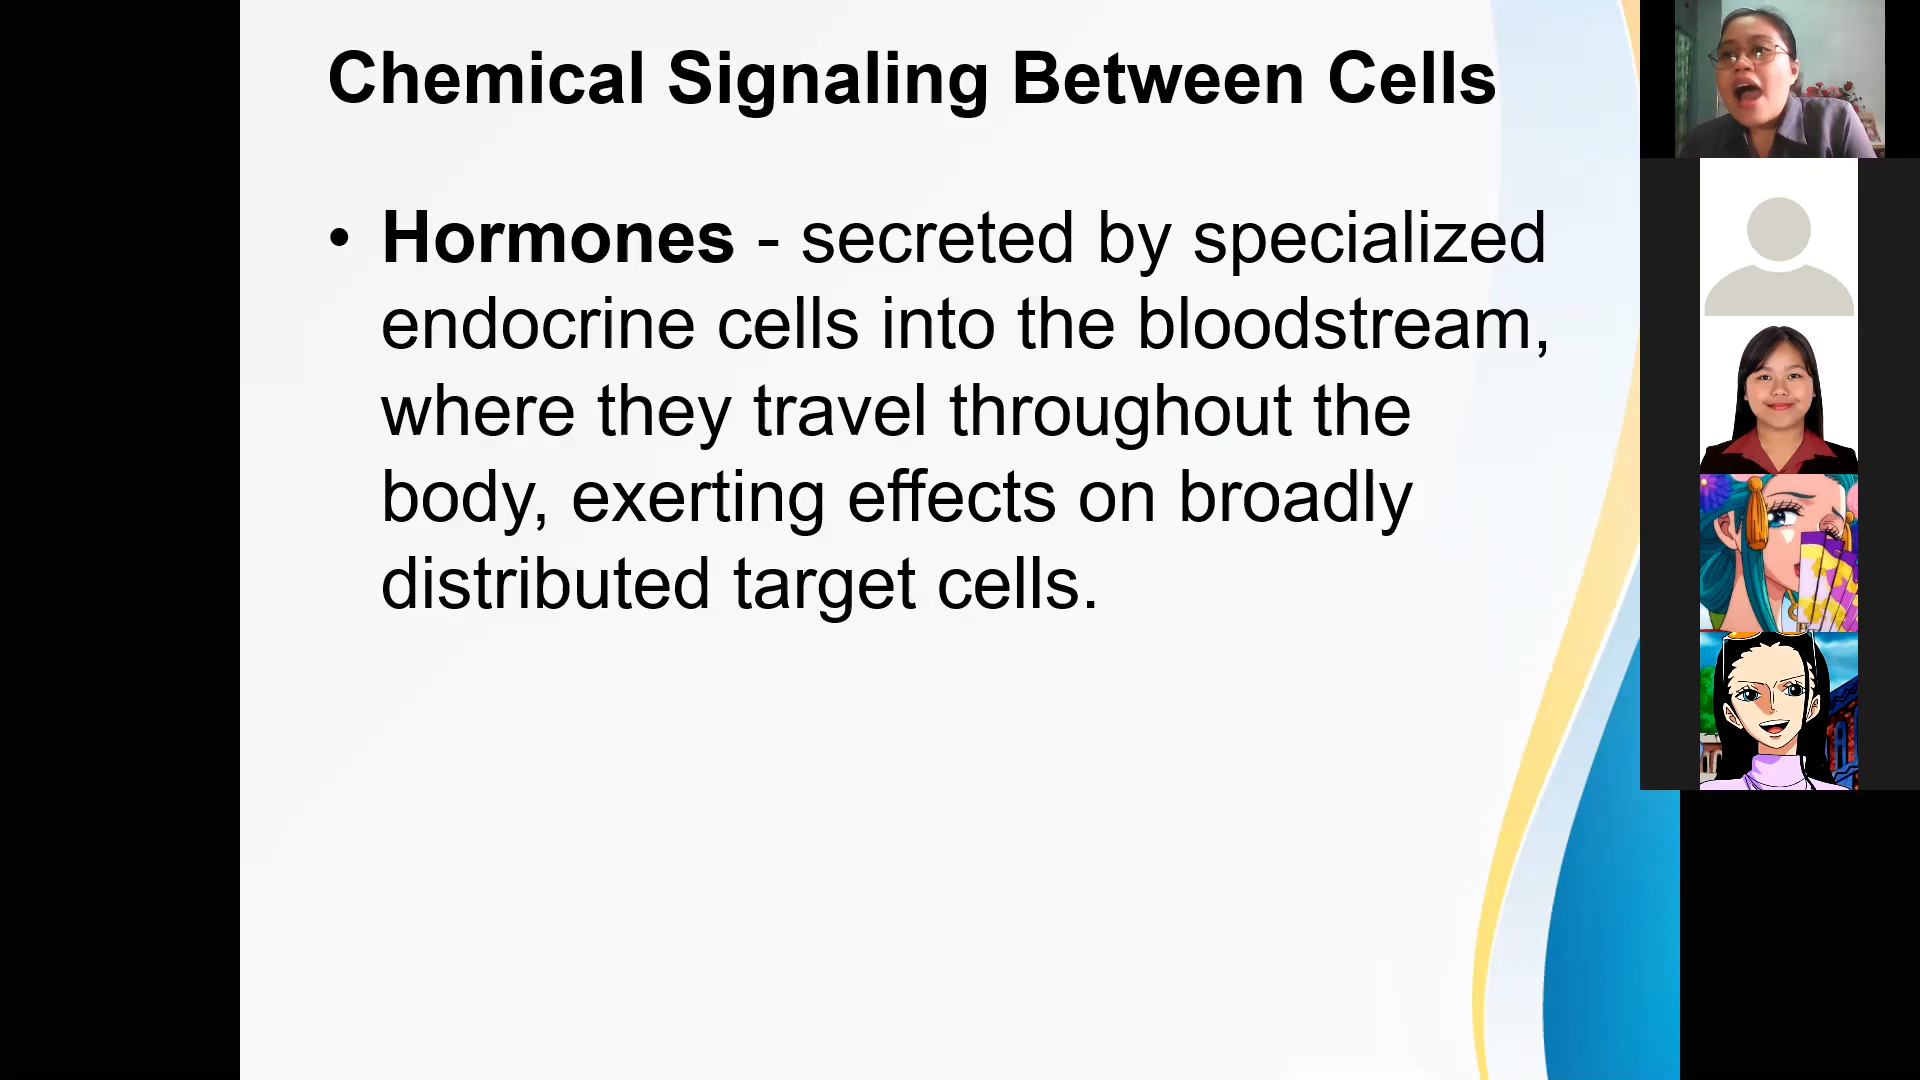 Chemical Signaling Between Cells
• Hormones - secreted by specialized
endocrine cells into the bloodstream,
where they travel throughout the
body, exerting effects on broadly
distributed target cells.